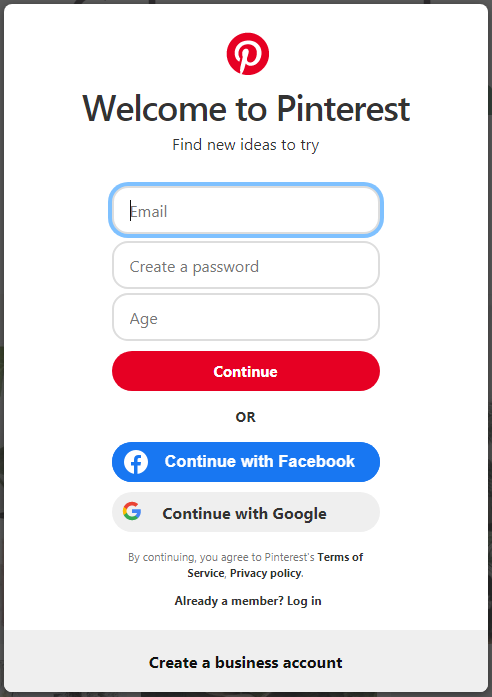 Welcome to Pinterest
Find new ideas to try
Email
Create a password
Age
Continue
OR
Continue with Facebook
Continue with Google
By continuing, you agree to Pinterest's Terms of
Service, Privacy policy.
Already a member? Log in
Create a business account